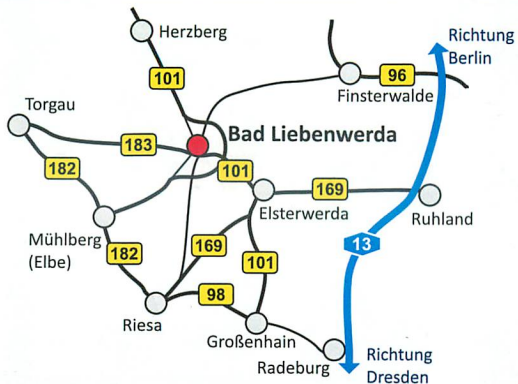 Herzberg
Richtung
Berlin
101
96
Finsterwalde
Torgau
183
Bad Liebenwerda
182
101
169
Elsterwerda
Ruhland
Mühlberg
(Elbe)
182
169
13
101
98
Riesa
Großenhain
Radeburg
Richtung
Dresden